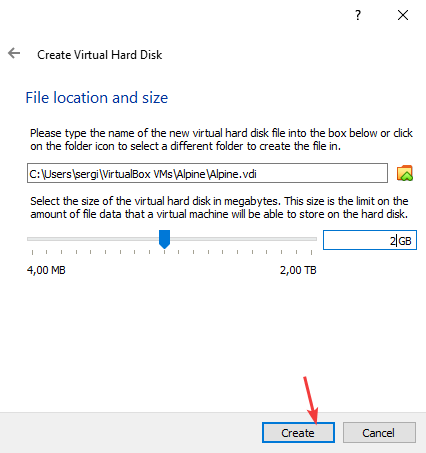 ?
Create Virtual Hard Disk
File location and size
Please type the name of the new virtual hard disk file into the box below or click
on the folder icon to select a different folder to create the file in.
C:\Users\sergi\VirtualBox VMs\Alpine\Alpine.vdi
Select the size of the virtual hard disk in megabytes. This size is the limit on the
amount of file data that a virtual machine will be able to store on the hard disk.
2 GB
4,00 MB 2,00 TB
Create Cancel